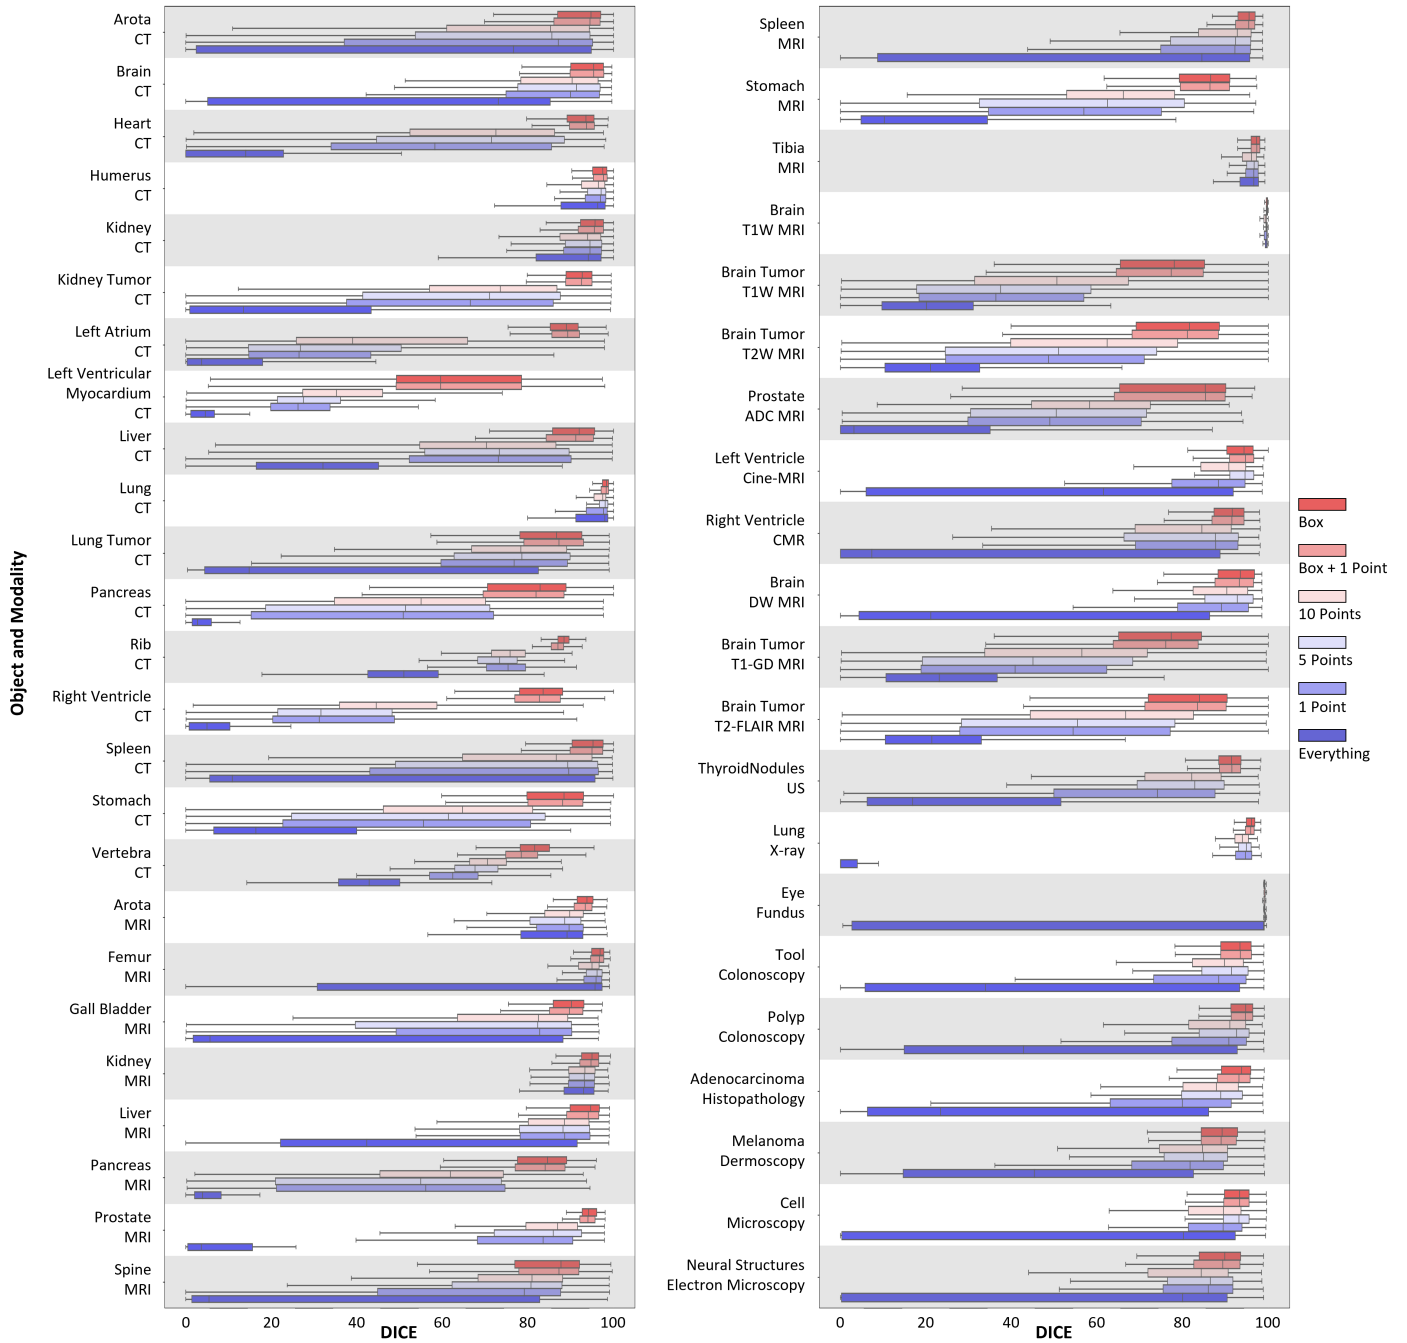 Object and Modality
Arota
CT
Brain
CT
Heart
CT
Humerus
CT
Kidney
CT
Kidney Tumor
CT
Left Atrium
CT
Left Ventricular
Myocardium
CT
Liver
CT
Lung
CT
Lung Tumor
CT
Pancreas
CT
Rib
CT
Right Ventricle
CT
Spleen
CT
Stomach
CT
Vertebra
CT
Arota
MRI
Femur
MRI
Gall Bladder
MRI
Kidney
MRI
Liver
MRI
Pancreas
MRI
Prostate
MRI
Spine
MRI
0 20 40 60 80 100
DICE
Spleen
MRI
Stomach
MRI
Tibia
MRI
Brain
T1W MRI
Brain Tumor
T1W MRI
Brain Tumor
T2W MRI
Prostate
ADC MRI
Left Ventricle
Cine-MRI
Right Ventricle
CMR
Brain
DW MRI
Brain Tumor
T1-GD MRI
Brain Tumor
T2-FLAIR MRI
ThyroidNodules
US
Lung
X-ray
Eye
Fundus
Tool
Colonoscopy
Polyp
Colonoscopy
Adenocarcinoma
Histopathology
Melanoma
Dermoscopy
Cell
Microscopy
Neural Structures
Electron Microscopy
0 20 40 60 80 100
DICE
Box
Box + 1 Point
10 Points
5 Points
1 Point
Everything